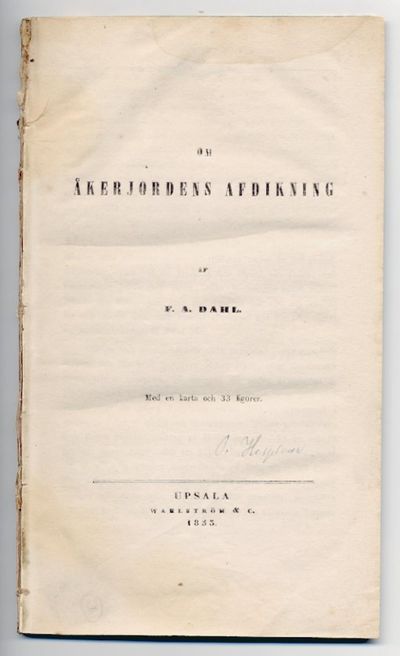 OM
ÅKERJORDENS AFDIKNING
AF
F. A. DAHL.
Med en karta och 33 figurer.
UPSALA
WAHLSTRÖM & C.
1853.